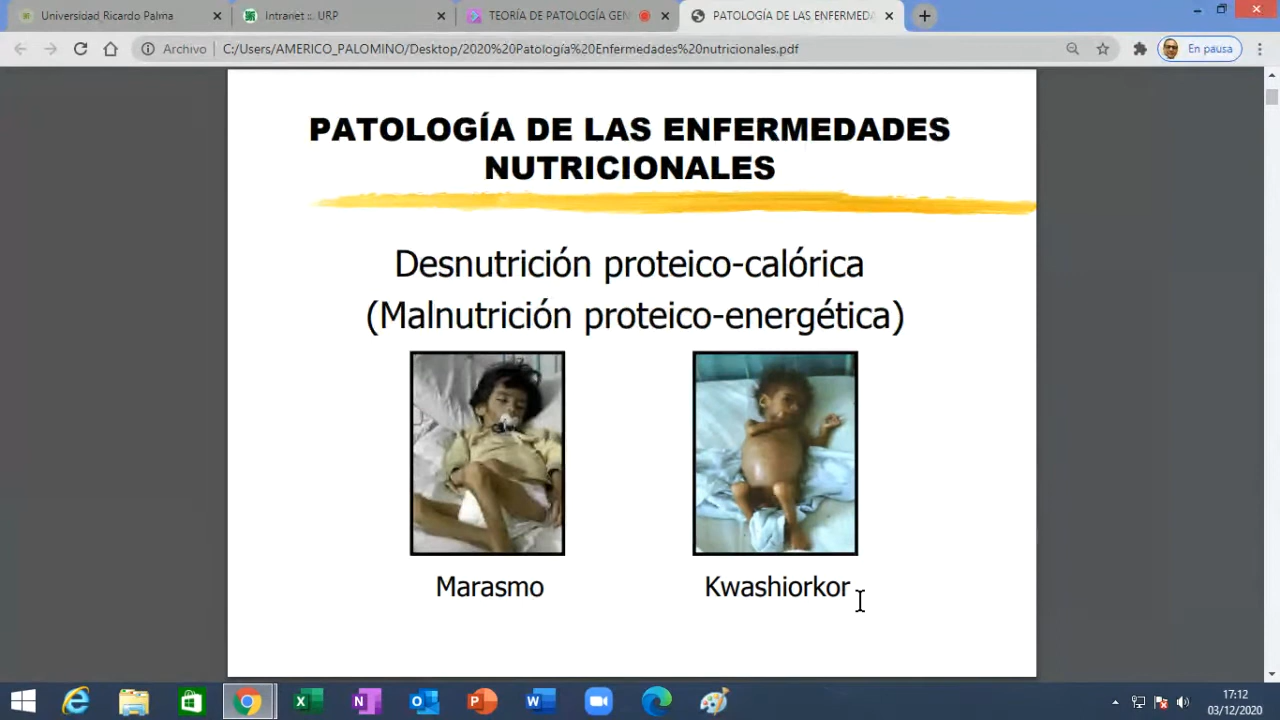 Universidad Ricardo Palma
Intranet :: URP
TEORÍA DE PATOLOGÍA GEN
PATOLOGÍA DE LAS ENFERMED
Archivo
C:/Users/AMERICO_PALOMINO/Desktop/2020%20Patología%20Enfermedades%20nutricionales.pdf
En pausa
PATOLOGÍA DE LAS ENFERMEDADES
NUTRICIONALES
Desnutrición proteico-calórica
(Malnutrición proteico-energética)
Marasmo
Kwashiorkor
17:12
03/12/2020